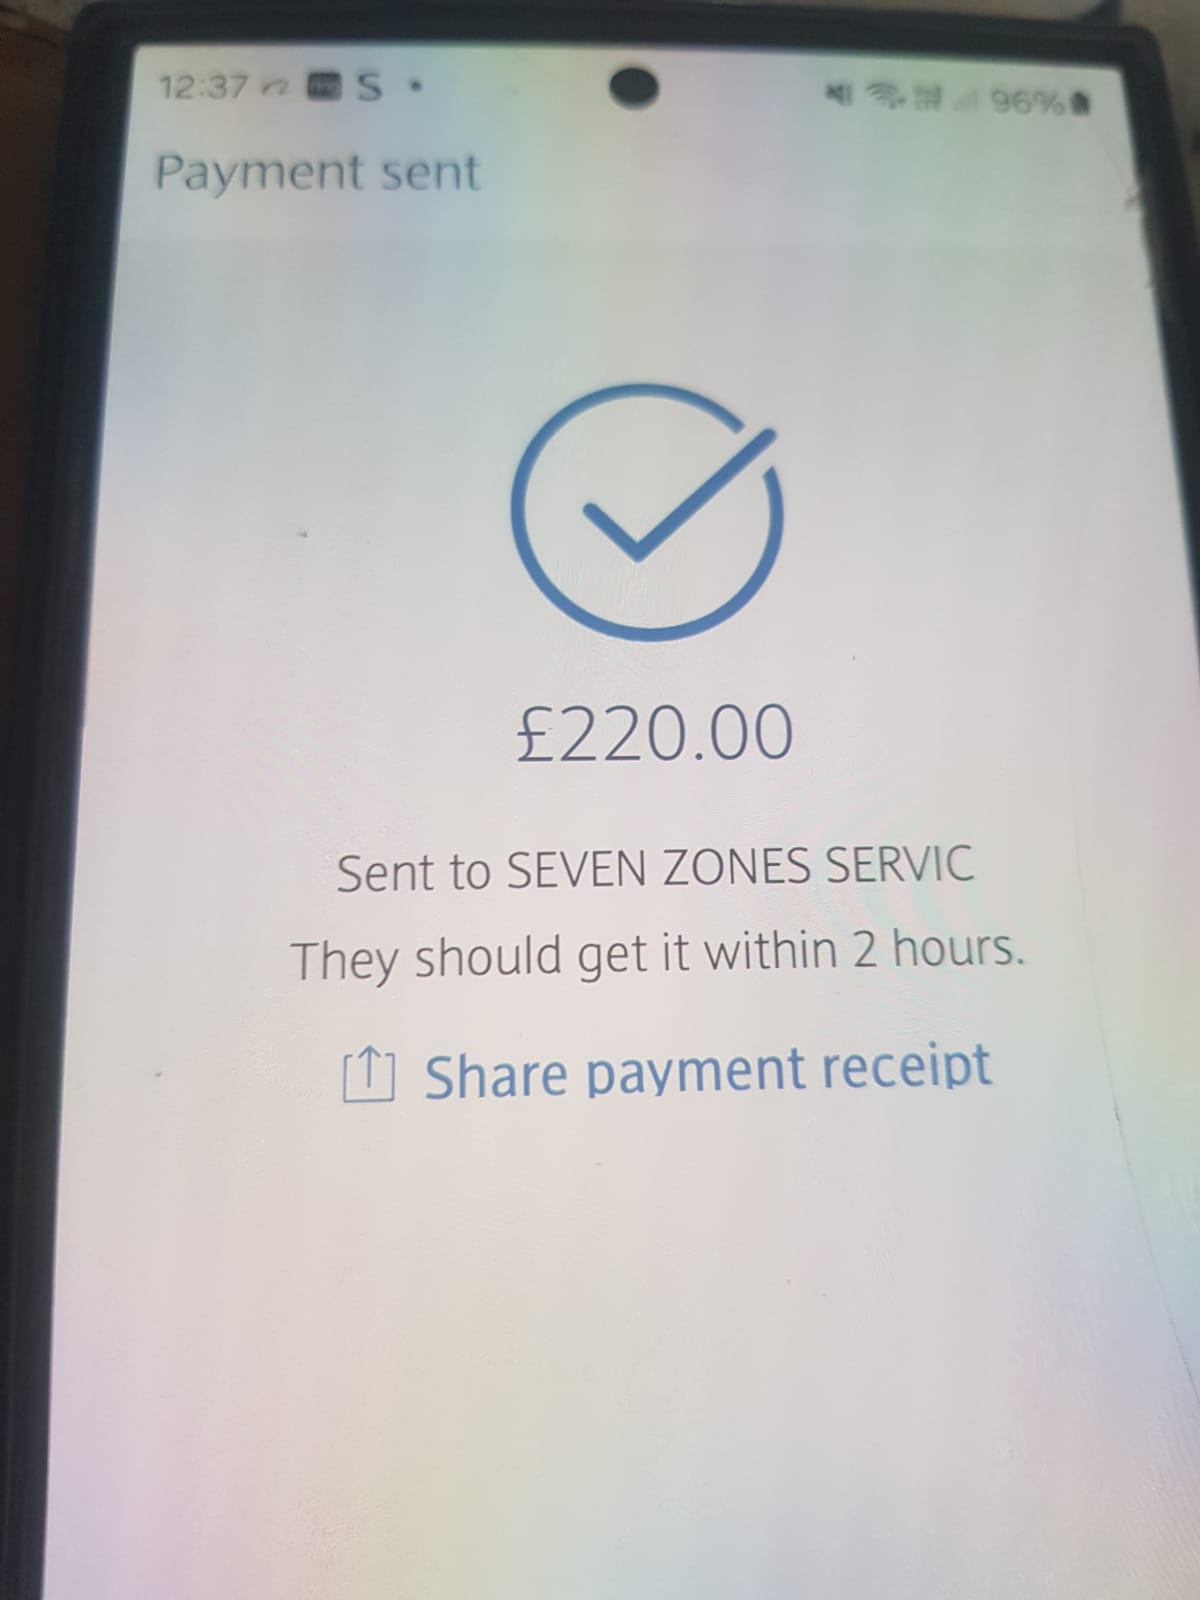 12:37 S
96%
Payment sent
£220.00
Sent to SEVEN ZONES SERVIC
They should get it within 2 hours.
Share payment receipt